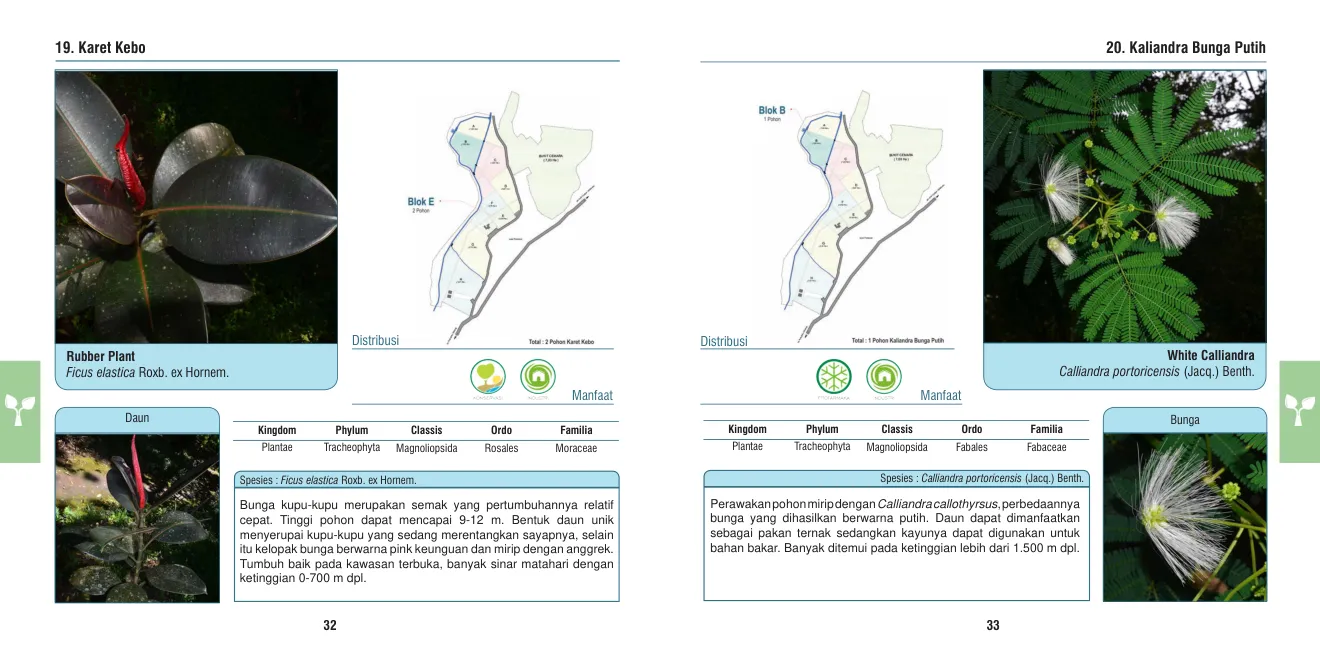 19. Karet Kebo
Blok E
2 Pohon
BUKIT CEMARA
Distribusi
Total : 2 Pohon Karet Kebo
Rubber Plant
Ficus elastica Roxb. ex Hornem.
KONSERVASI
INDUSTRI
Manfaat
Daun
Kingdom Phylum Classis Ordo Familia
Plantae Tracheophyta Magnoliopsida Rosales Moraceae
Spesies : Ficus elastica Roxb. ex Hornem.
Bunga kupu-kupu merupakan semak yang pertumbuhannya relatif
cepat. Tinggi pohon dapat mencapai 9-12 m. Bentuk daun unik
menyerupai kupu-kupu yang sedang merentangkan sayapnya, selain
itu kelopak bunga berwarna pink keunguan dan mirip dengan anggrek.
Tumbuh baik pada kawasan terbuka, banyak sinar matahari dengan
ketinggian 0-700 m dpl.
32
20. Kaliandra Bunga Putih
Blok B
1 Pohon
BUKIT CEMARA
Distribusi
Total : 1 Pohon Kaliandra Bunga Putih
White Calliandra
Calliandra portoricensis (Jacq.) Benth.
INDUSTRI
Manfaat
Bunga
Kingdom Phylum Classis Ordo Familia
Plantae Tracheophyta Magnoliopsida Fabales Fabaceae
Spesies : Calliandra portoricensis (Jacq.) Benth.
Perawakan pohon mirip dengan Calliandra callothyrsus, perbedaannya
bunga yang dihasilkan berwarna putih. Daun dapat dimanfaatkan
sebagai pakan ternak sedangkan kayunya dapat digunakan untuk
bahan bakar. Banyak ditemui pada ketinggian lebih dari 1.500 m dpl.
33